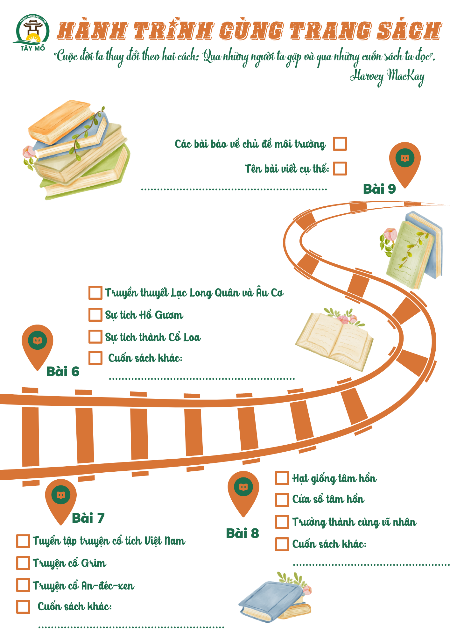 TÂY MỖ
HÀNH TRÌNH CÙNG TRANG SÁCH
"Cuộc đời ta thay đổi theo hai cách: Qua những người ta gặp và qua những cuốn sách ta đọc".
Harvey MacKay
Các bài báo về chủ đề môi trường
Tên bài viết cụ thể:
Bài 9
Truyền thuyết Lạc Long Quân và Âu Cơ
Sự tích Hồ Gươm
Sự tích thành Cổ Loa
Cuốn sách khác:
Bài 6
Bài 7
Tuyển tập truyện cổ tích Việt Nam
Truyện cổ Grim
Truyện cổ An-đéc-xen
Cuốn sách khác:
Bài 8
Hạt giống tâm hồn
Cửa sổ tâm hồn
Trưởng thành cùng vĩ nhân
Cuốn sách khác: